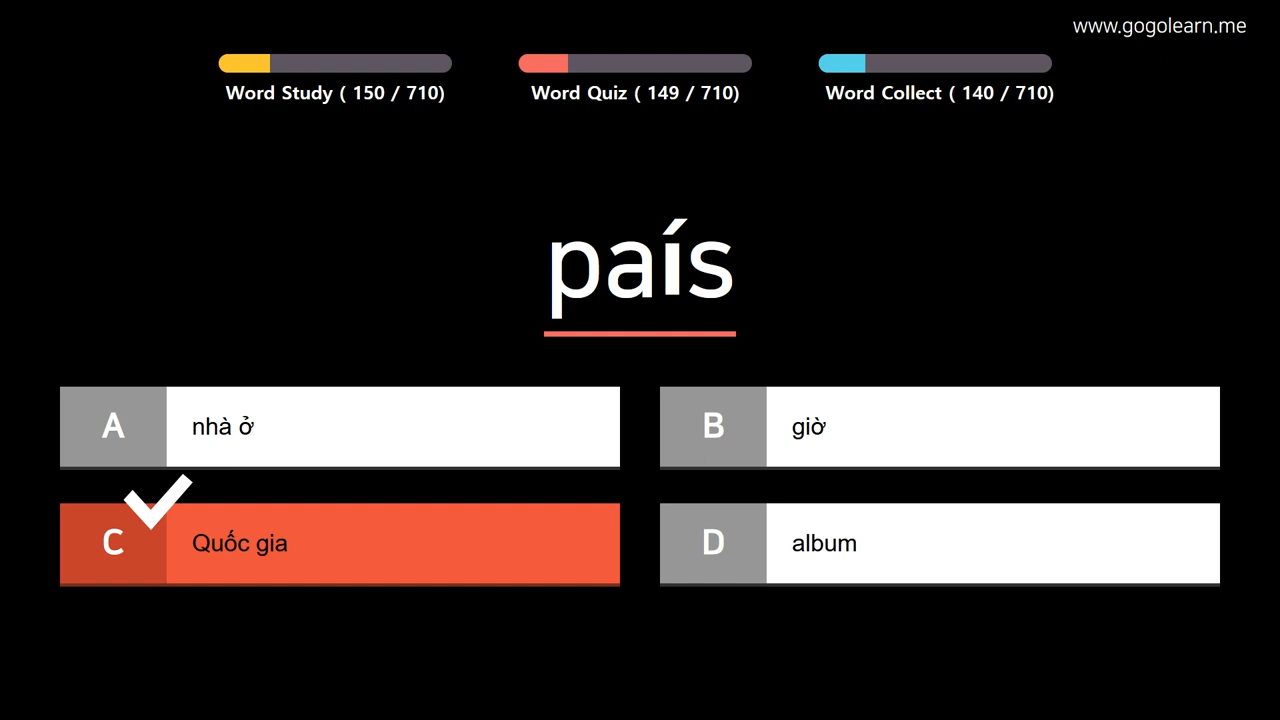 www.gogolearn.me
Word Study ( 150 / 710)
Word Quiz ( 149 / 710)
Word Collect ( 140 / 710)
país
A nhà ở
B giờ
C Quốc gia
D album